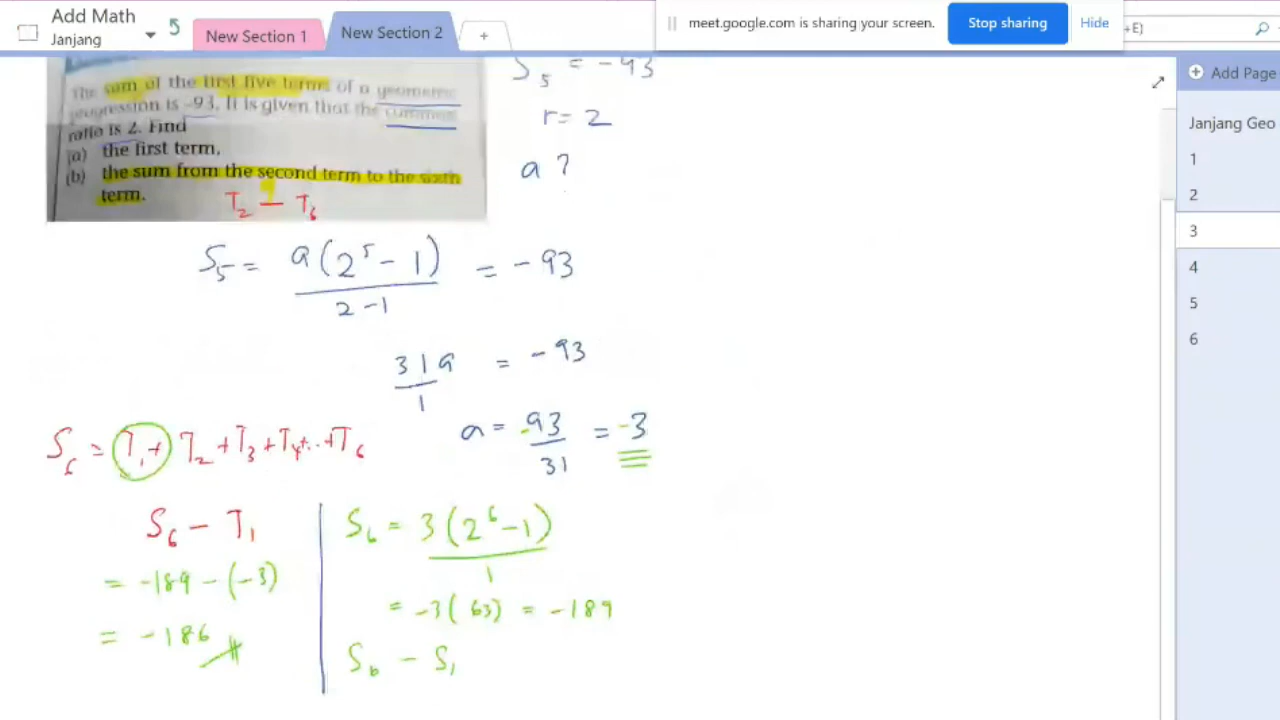 Add Math
Janjang
New Section 1
New Section 2
+
meet.google.com is sharing your screen.
Stop sharing
Hide
+E)
Add Page
Janjang Geo
1
2
3
4
5
6
The sum of the first five terms of a geometric
progression is -93. It is given that the common
ratio is 2. Find
(a) the first term,
(b) the sum from the second term to the sixth
term.
T₂ — T₆
S₅ = -93
r = 2
a ?
S₅ = a(2⁵ - 1) / 2 - 1 = - 93
31a / 1 = - 93
a = -93 / 31 = -3
S₆ = T₁ + T₂ + T₃ + T₄ + .. + T₆
S₆ - T₁
= -189 - (-3)
= -186
S₆ = 3(2⁶ - 1) / 1
= -3(63) = -189
S₆ - S₁